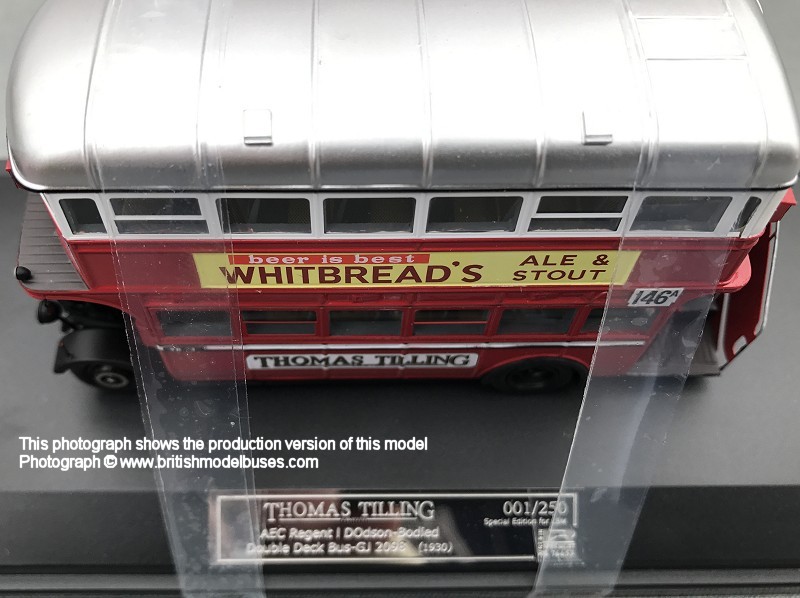 beer is best
WHITBREAD'S ALE &
STOUT
146A
THOMAS TILLING
This photograph shows the production version of this model
Photograph © www.britishmodelbuses.com
THOMAS TILLING 001/250
Special Edition for
AEC Regent I DOdson-Bodied
Double Deck Bus-GJ 2098 (1930)